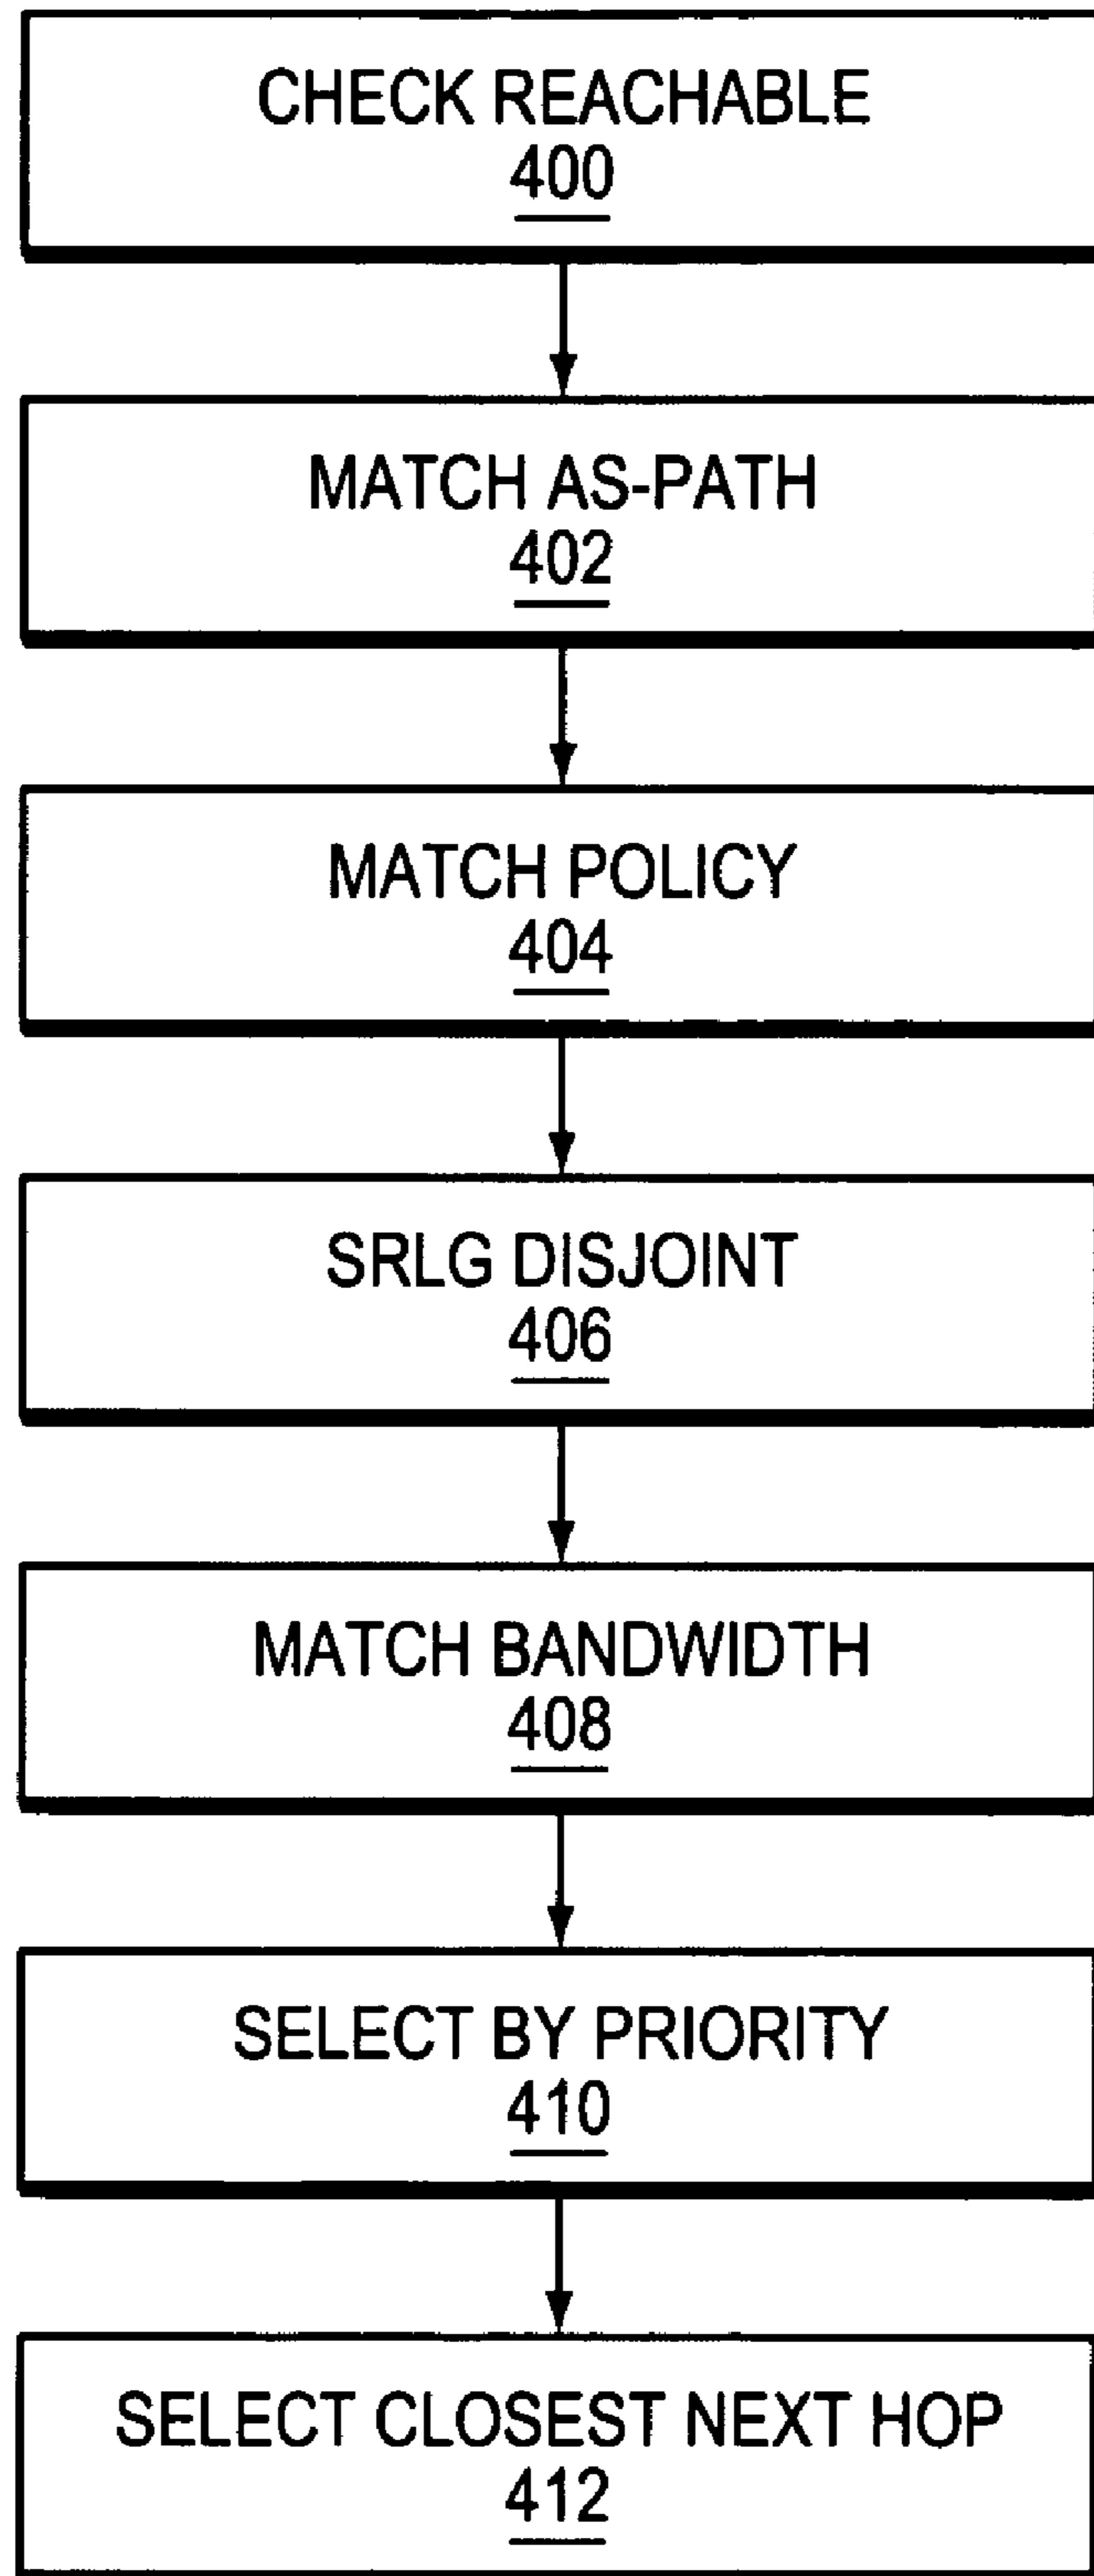 CHECK REACHABLE
400
MATCH AS-PATH
402
MATCH POLICY
404
SRLG DISJOINT
406
MATCH BANDWIDTH
408
SELECT BY PRIORITY
410
SELECT CLOSEST NEXT HOP
412